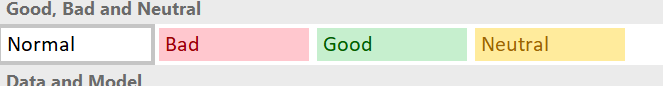 Good, Bad and Neutral
Normal Bad Good Neutral
Data and Model